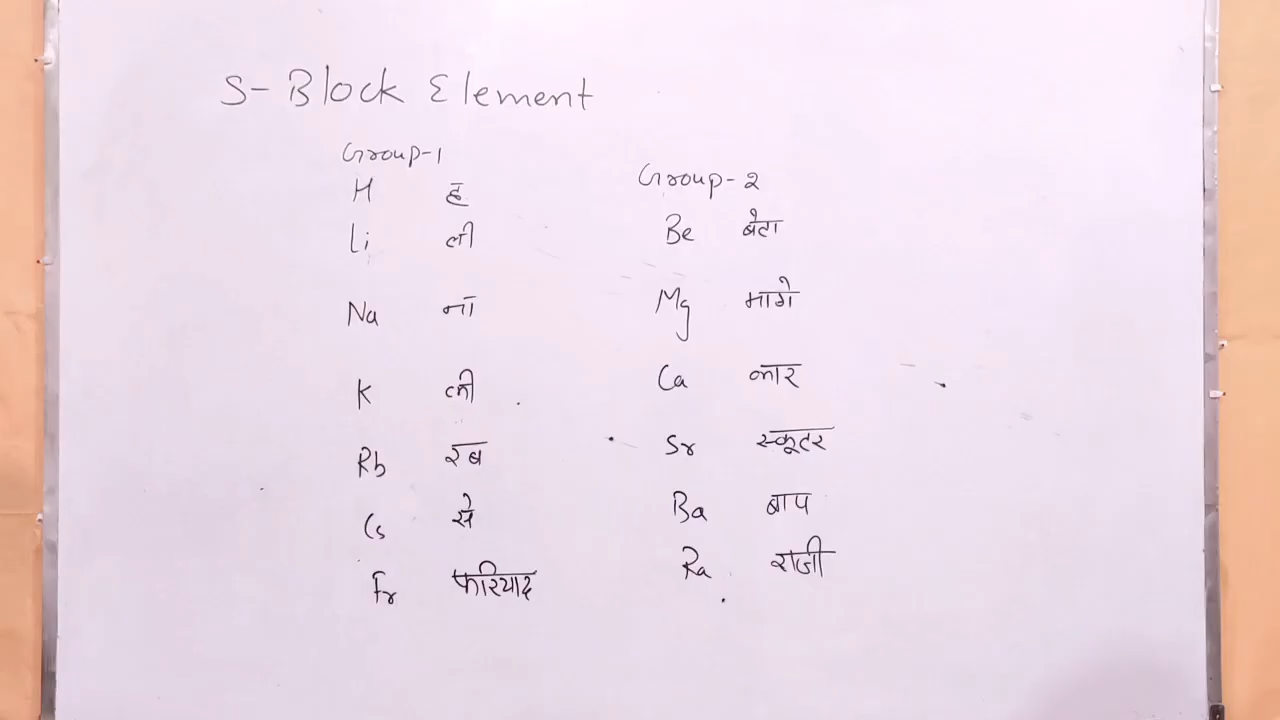 S-Block Element
Group-1
H ह
Li ली
Na ना
K की
Rb रब
Cs से
Fr फरियाद
Group-2
Be बेटा
Mg मांगे
Ca कार
Sr स्कूटर
Ba बाप
Ra राजी